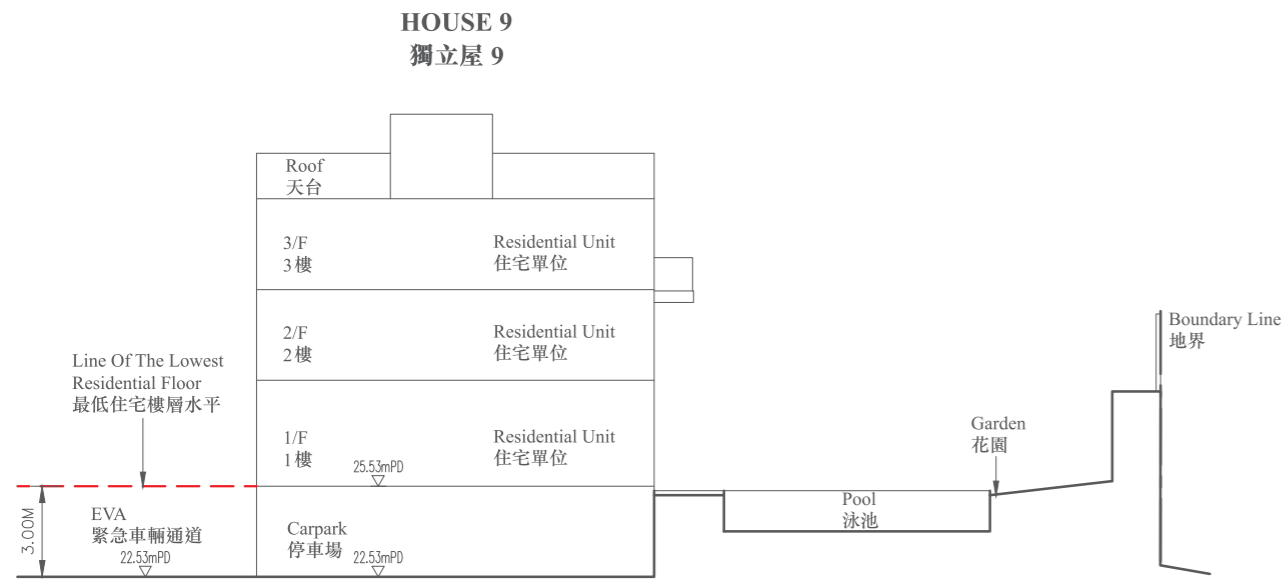 HOUSE 9
獨立屋 9
Roof
天台
3/F
3樓
Residential Unit
住宅單位
2/F
2樓
Residential Unit
住宅單位
Boundary Line
地界
Line Of The Lowest
Residential Floor
最低住宅樓層水平
1/F
1樓
25.53mPD
Residential Unit
住宅單位
Garden
花園
3.00M
EVA
緊急車輛通道
22.53mPD
Carpark
停車場
22.53mPD
Pool
泳池